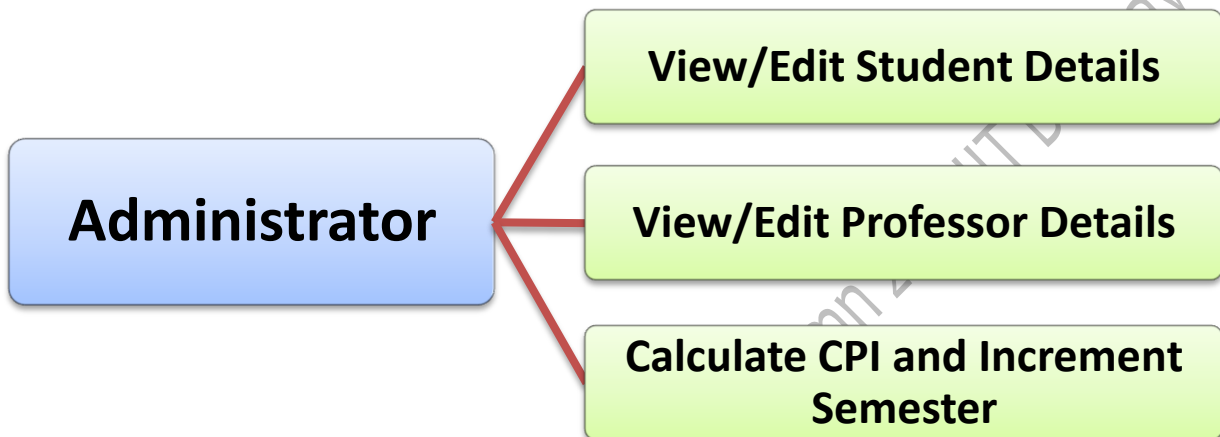 View/Edit Student Details
Administrator
View/Edit Professor Details
Calculate CPI and Increment
Semester